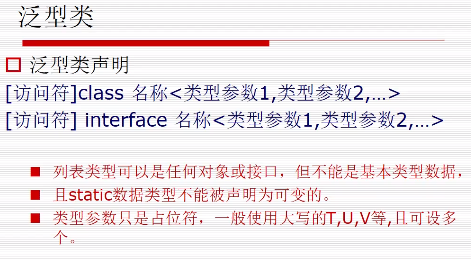 泛型类
泛型类声明
[访问符]class 名称<类型参数1,类型参数2,…>
[访问符] interface 名称<类型参数1,类型参数2,…>
列表类型可以是任何对象或接口，但不能是基本类型数据，
且static数据类型不能被声明为可变的。
类型参数只是占位符，一般使用大写的T,U,V等,且可设多
个。